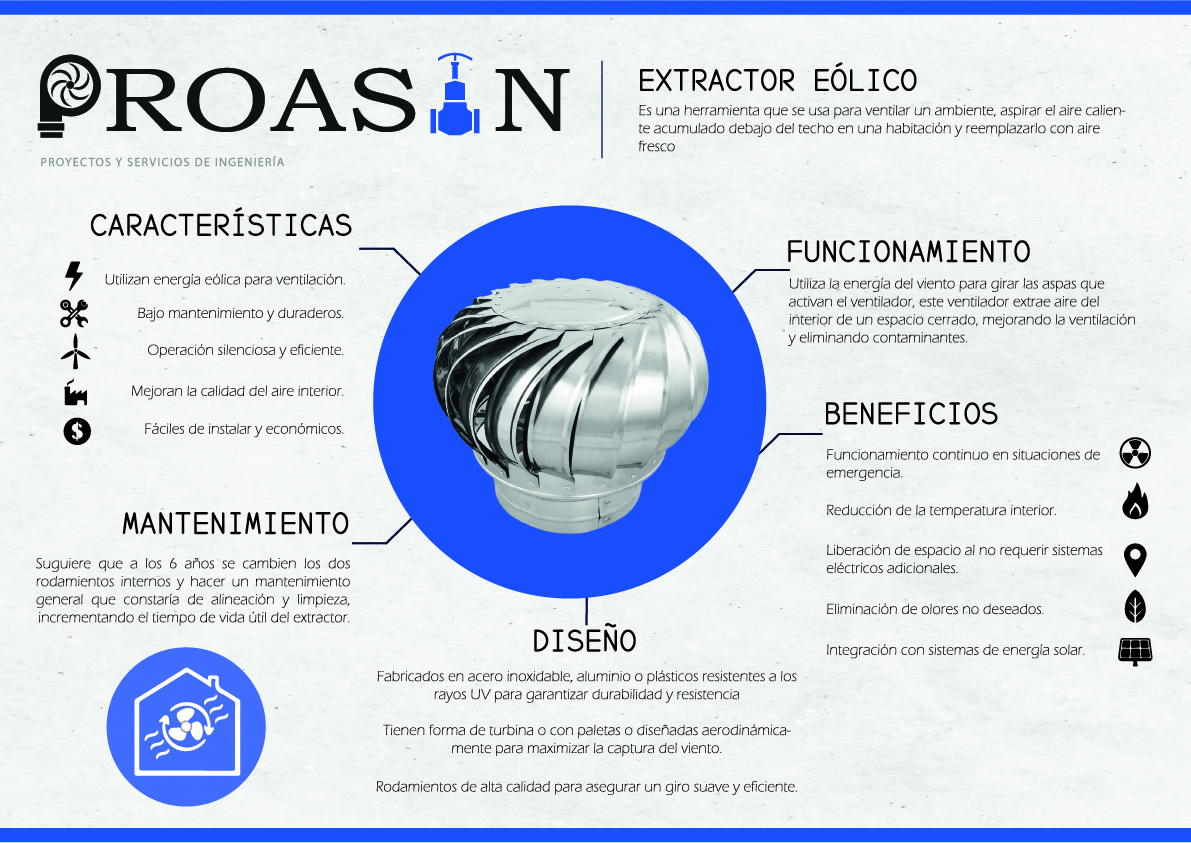 PROASIN
PROYECTOS Y SERVICIOS DE INGENIERÍA
EXTRACTOR EÓLICO
Es una herramienta que se usa para ventilar un ambiente, aspirar el aire calien-
te acumulado debajo del techo en una habitación y reemplazarlo con aire
fresco
CARACTERÍSTICAS
Utilizan energía eólica para ventilación.
Bajo mantenimiento y duraderos.
Operación silenciosa y eficiente.
Mejoran la calidad del aire interior.
Fáciles de instalar y económicos.
FUNCIONAMIENTO
Utiliza la energía del viento para girar las aspas que
activan el ventilador, este ventilador extrae aire del
interior de un espacio cerrado, mejorando la ventilación
y eliminando contaminantes.
BENEFICIOS
Funcionamiento continuo en situaciones de
emergencia.
Reducción de la temperatura interior.
Liberación de espacio al no requerir sistemas
eléctricos adicionales.
Eliminación de olores no deseados.
Integración con sistemas de energía solar.
MANTENIMIENTO
Suguiere que a los 6 años se cambien los dos
rodamientos internos y hacer un mantenimiento
general que constaría de alineación y limpieza,
incrementando el tiempo de vida útil del extractor.
DISEÑO
Fabricados en acero inoxidable, aluminio o plásticos resistentes a los
rayos UV para garantizar durabilidad y resistencia
Tienen forma de turbina o con paletas o diseñadas aerodinámica-
mente para maximizar la captura del viento.
Rodamientos de alta calidad para asegurar un giro suave y eficiente.